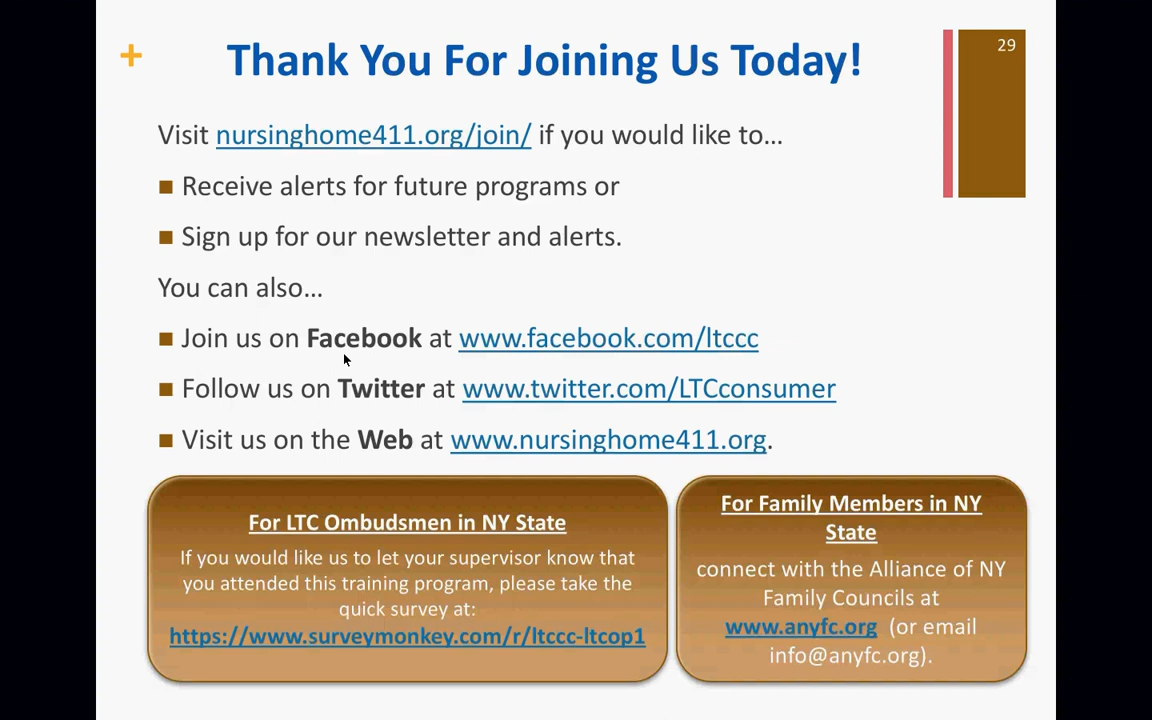 +
Thank You For Joining Us Today!
29
Visit nursinghome411.org/join/ if you would like to…
■ Receive alerts for future programs or
■ Sign up for our newsletter and alerts.
You can also…
■ Join us on Facebook at www.facebook.com/ltccc
■ Follow us on Twitter at www.twitter.com/LTCconsumer
■ Visit us on the Web at www.nursinghome411.org.
For LTC Ombudsmen in NY State
If you would like us to let your supervisor know that
you attended this training program, please take the
quick survey at:
https://www.surveymonkey.com/r/ltccc-ltcop1
For Family Members in NY
State
connect with the Alliance of NY
Family Councils at
www.anyfc.org (or email
info@anyfc.org).